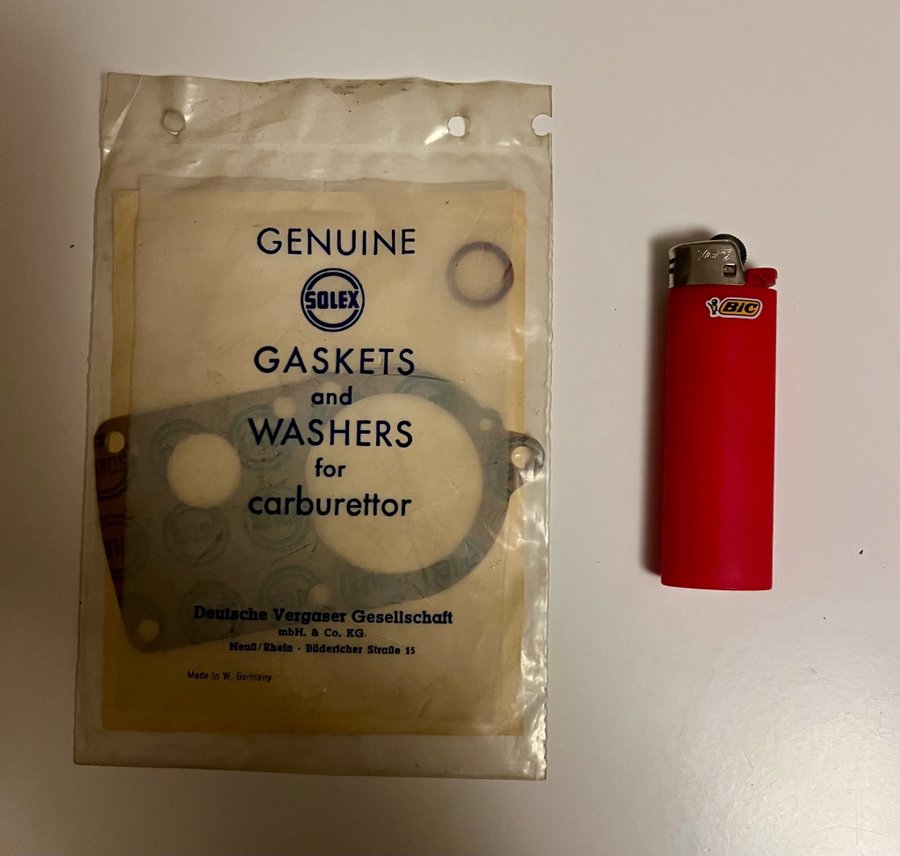 GENUINE
SOLEX
GASKETS
and
WASHERS
for
carburettor
Deutsche Vergaser Gesellschaft
mbH. & Co. KG.
Neuß/Rhein · Büdericher Straße 15
Made in W. Germany
BIC